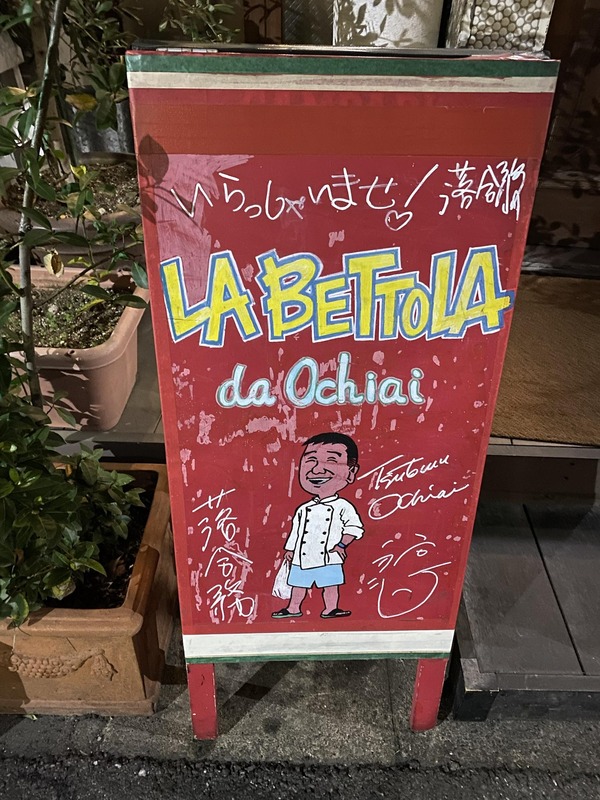 いらっしゃいませ! 落合務
LA BETTOLA
da Ochiai
Tsutomu
Ochiai
落合務